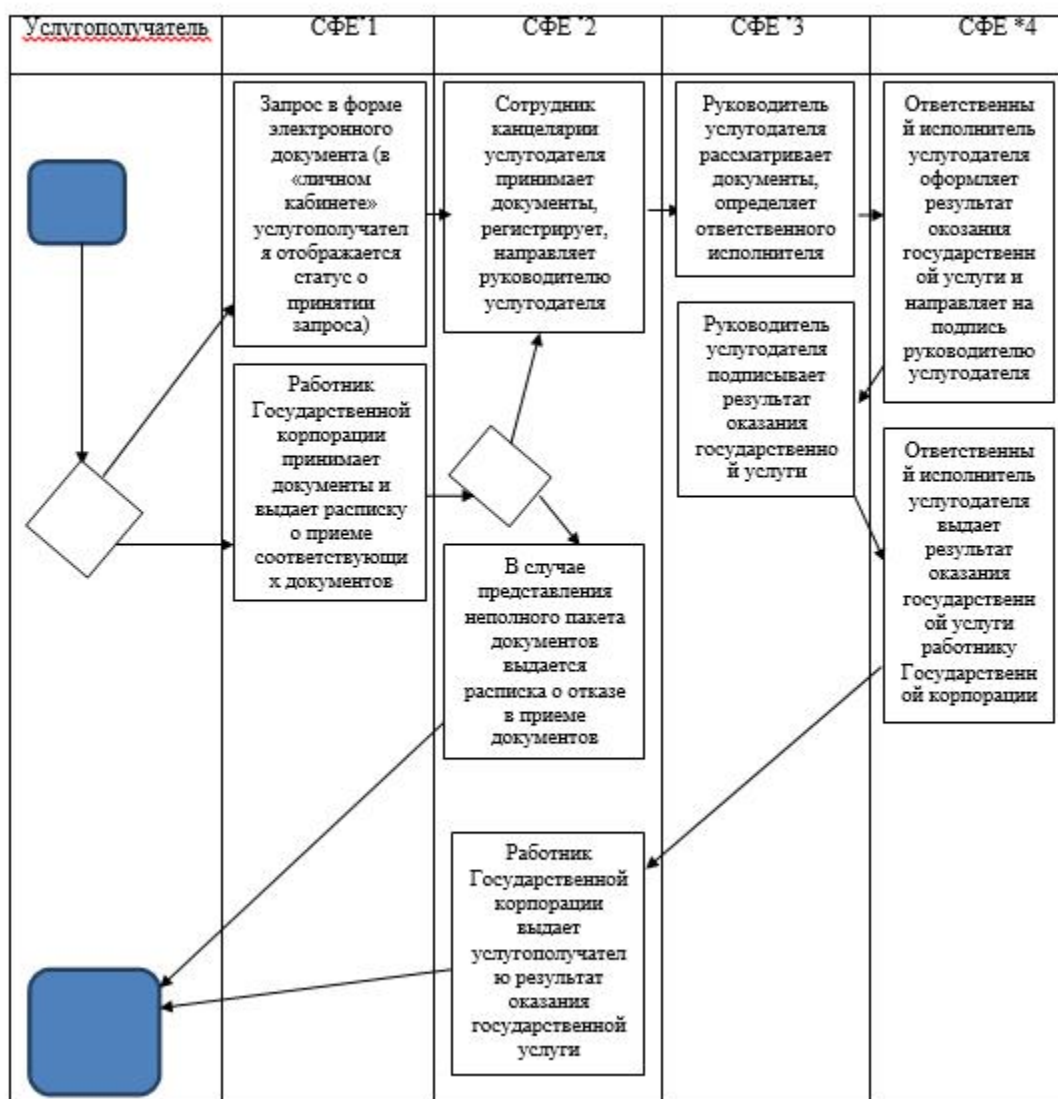 Услугополучатель
СФЕ*1
СФЕ *2
СФЕ *3
СФЕ *4
Запрос в форме
электронного
документа (в
«личном
кабинете»
услугополучател
я отображается
статус о
принятии
запроса)
Работник
Государственной
корпорации
принимает
документы и
выдает расписку
о приеме
соответствующи
х документов
Сотрудник
канцелярии
услугодателя
принимает
документы,
регистрирует,
направляет
руководителю
услугодателя
В случае
представления
неполного пакета
документов
выдается
расписка о отказе
в приеме
документов
Работник
Государственной
корпорации
выдает
услугополучател
ю результат
оказания
государственной
услуги
Руководитель
услугодателя
рассматривает
документы,
определяет
ответственного
исполнителя
Руководитель
услугодателя
подписывает
результат
оказания
государственно
й услуги
Ответственны
й исполнитель
услугодателя
оформляет
результат
окозания
государственн
ой услуги и
направляет на
подпись
руководителю
услугодателя
Ответственны
й исполнитель
услугодателя
выдает
результат
оказания
государственн
ой услуги
работнику
Государственн
ой корпорации